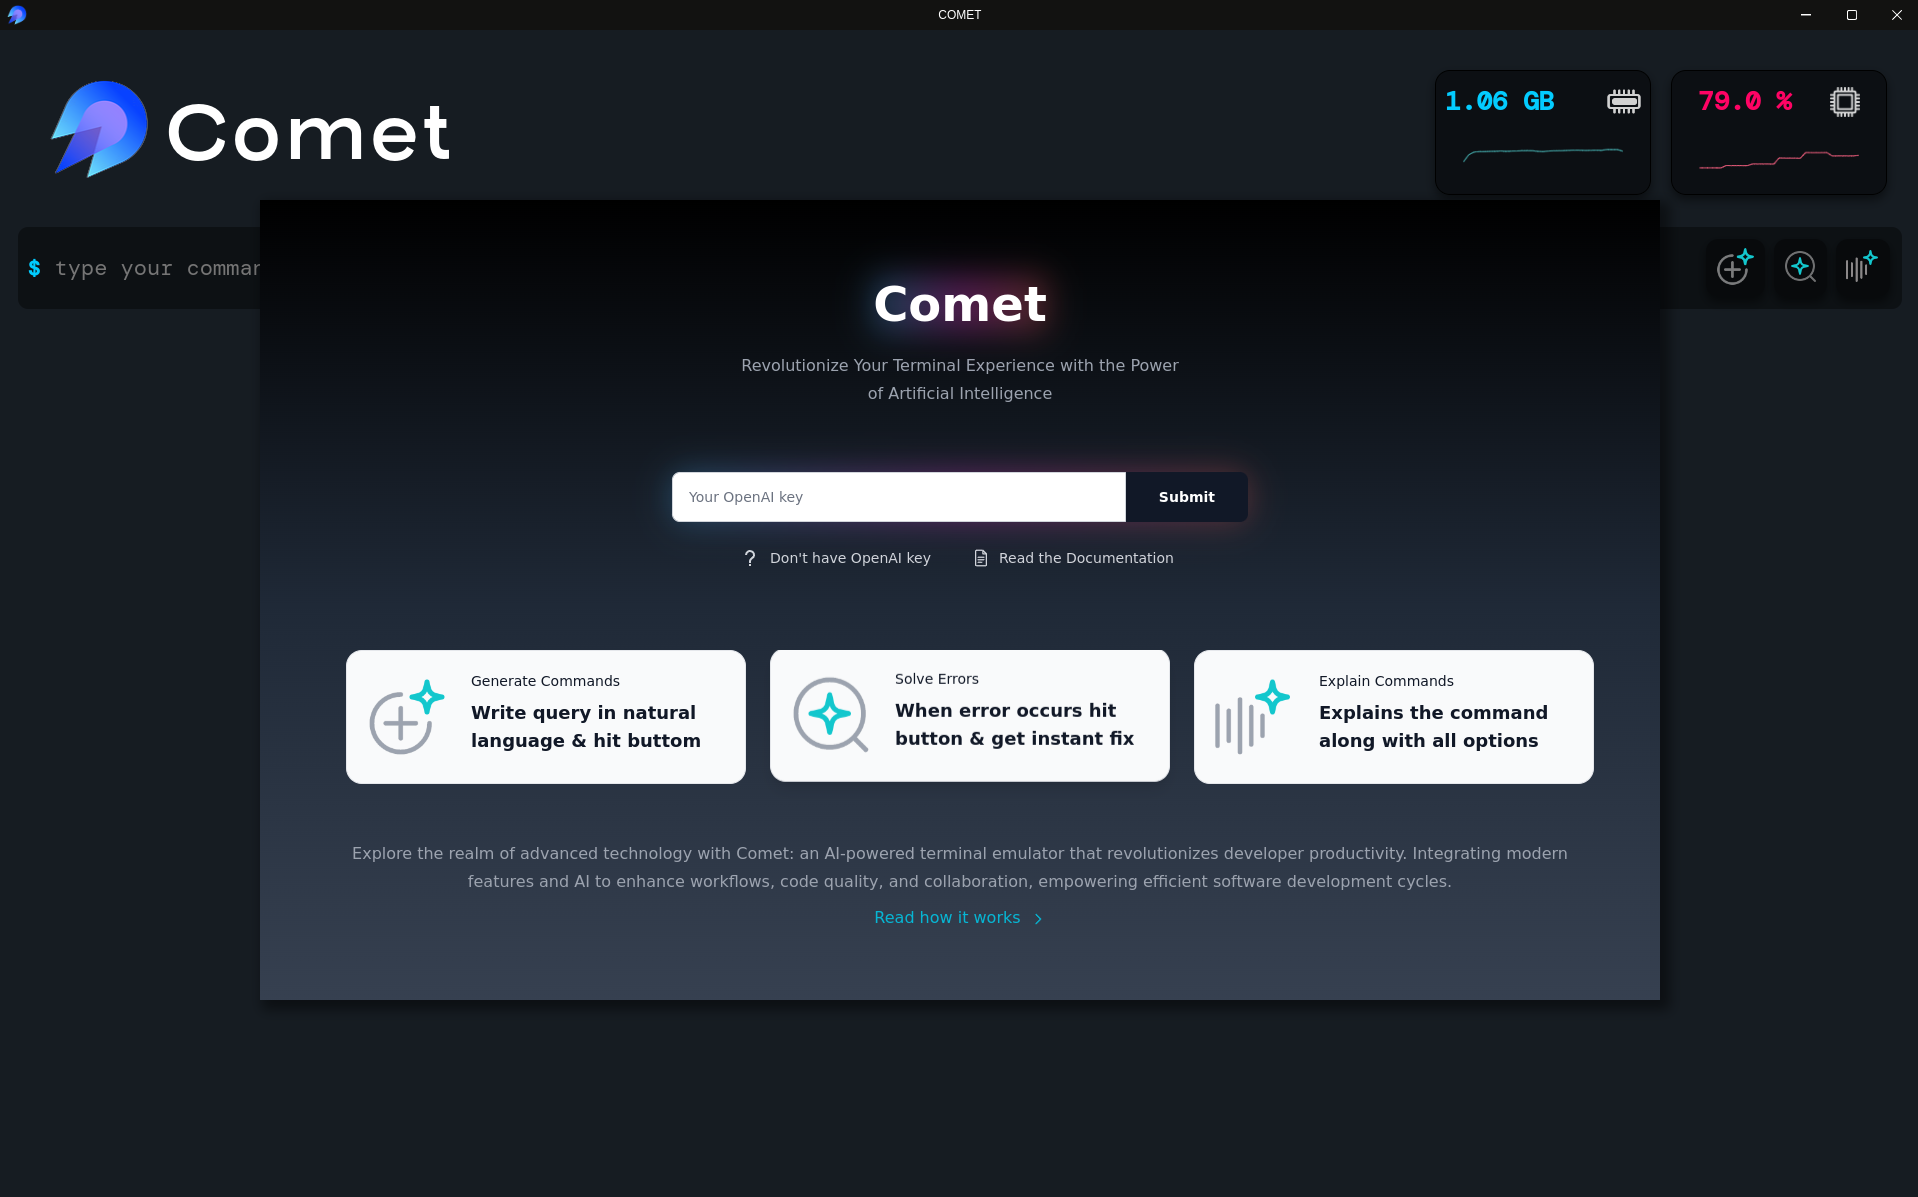 COMET
Comet
1.06 GB
79.0 %
$ type your comman
Comet
Revolutionize Your Terminal Experience with the Power
of Artificial Intelligence
Your OpenAI key
Submit
Don't have OpenAI key
Read the Documentation
Generate Commands
Write query in natural
language & hit buttom
Solve Errors
When error occurs hit
button & get instant fix
Explain Commands
Explains the command
along with all options
Explore the realm of advanced technology with Comet: an AI-powered terminal emulator that revolutionizes developer productivity. Integrating modern
features and AI to enhance workflows, code quality, and collaboration, empowering efficient software development cycles.
Read how it works